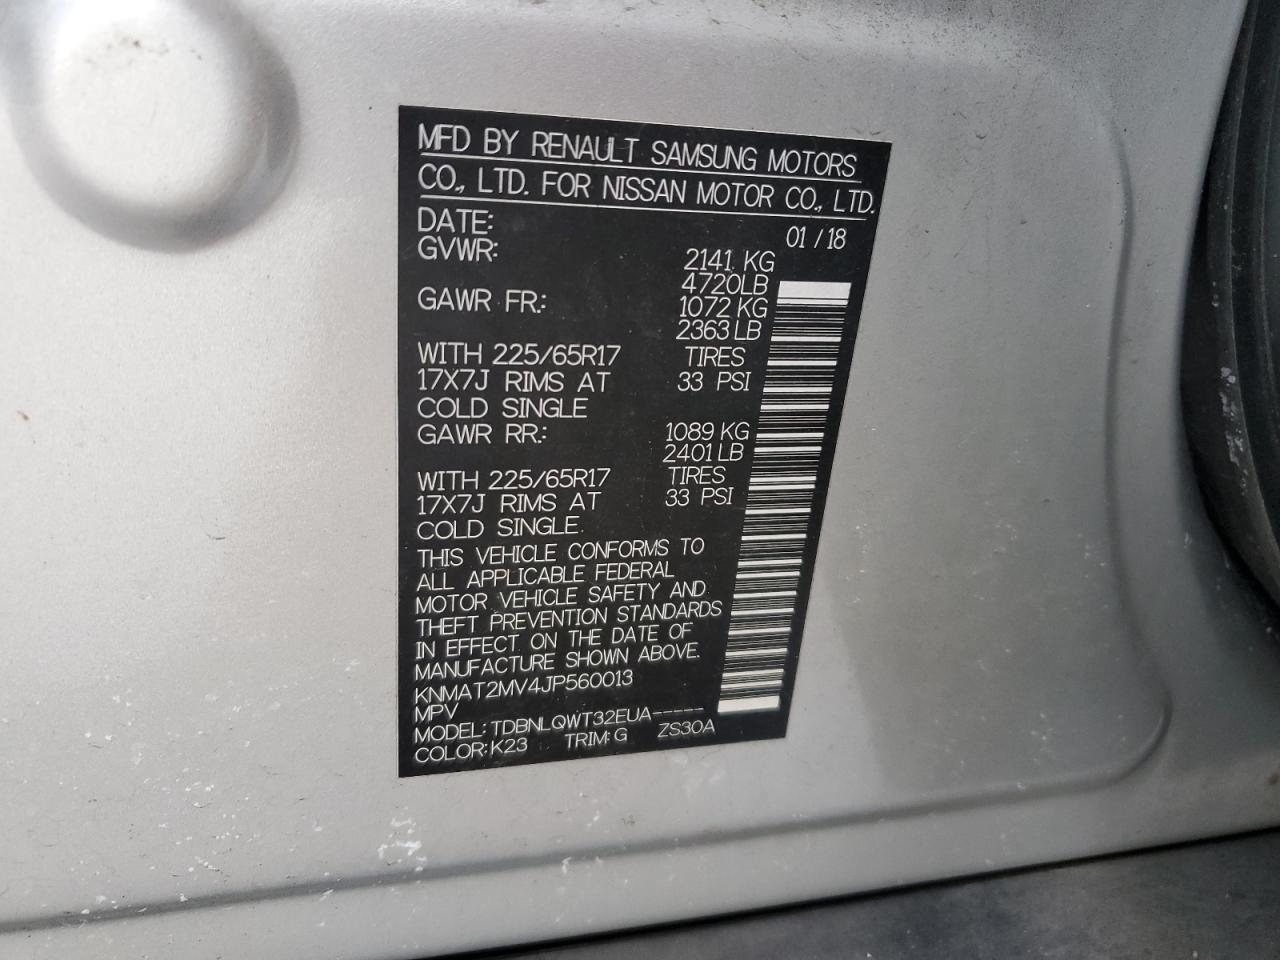 MFD BY RENAULT SAMSUNG MOTORS
CO., LTD. FOR NISSAN MOTOR CO., LTD.
DATE: 01 / 18
GVWR: 2141 KG
4720LB
GAWR FR.: 1072 KG
2363 LB
WITH 225/65R17 TIRES
17X7J RIMS AT 33 PSI
COLD SINGLE
GAWR RR.: 1089 KG
2401 LB
WITH 225/65R17 TIRES
17X7J RIMS AT 33 PSI
COLD SINGLE
THIS VEHICLE CONFORMS TO
ALL APPLICABLE FEDERAL
MOTOR VEHICLE SAFETY AND
THEFT PREVENTION STANDARDS
IN EFFECT ON THE DATE OF
MANUFACTURE SHOWN ABOVE.
KNMAT2MV4JP560013
MPV
MODEL: TDBNLQWT32EUA-----
COLOR: K23 TRIM: G ZS30A